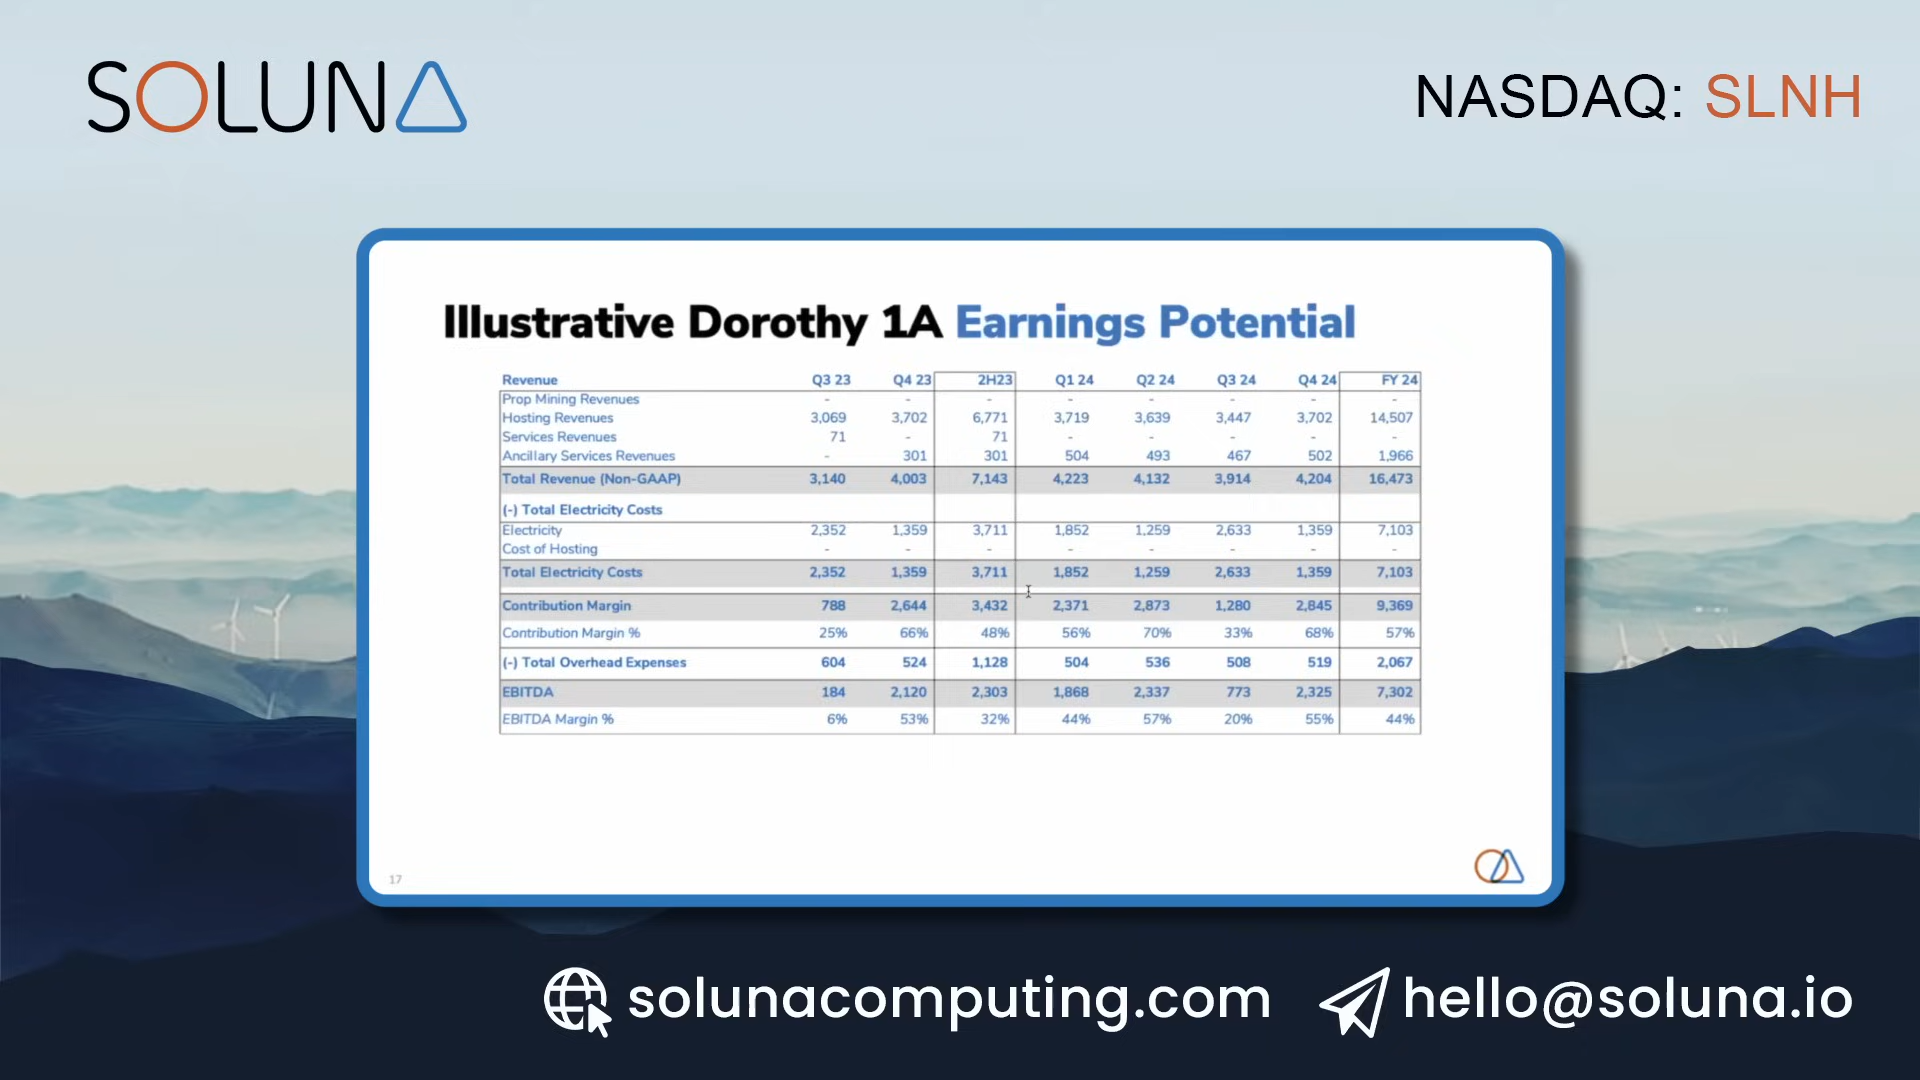 SOLUNA
NASDAQ: SLNH
Illustrative Dorothy 1A Earnings Potential
Revenue Q3 23 Q4 23 2H23 Q1 24 Q2 24 Q3 24 Q4 24 FY 24
Prop Mining Revenues - - - - - - - -
Hosting Revenues 3,069 3,702 6,771 3,719 3,639 3,447 3,702 14,507
Services Revenues 71 - 71 - - - - -
Ancillary Services Revenues - 301 301 504 493 467 502 1,966
Total Revenue (Non-GAAP) 3,140 4,003 7,143 4,223 4,132 3,914 4,204 16,473
(-) Total Electricity Costs
Electricity 2,352 1,359 3,711 1,852 1,259 2,633 1,359 7,103
Cost of Hosting - - - - - - - -
Total Electricity Costs 2,352 1,359 3,711 1,852 1,259 2,633 1,359 7,103
Contribution Margin 788 2,644 3,432 2,371 2,873 1,280 2,845 9,369
Contribution Margin % 25% 66% 48% 56% 70% 33% 68% 57%
(-) Total Overhead Expenses 604 524 1,128 504 536 508 519 2,067
EBITDA 184 2,120 2,303 1,868 2,337 773 2,325 7,302
EBITDA Margin % 6% 53% 32% 44% 57% 20% 55% 44%
17
solunacomputing.com
hello@soluna.io